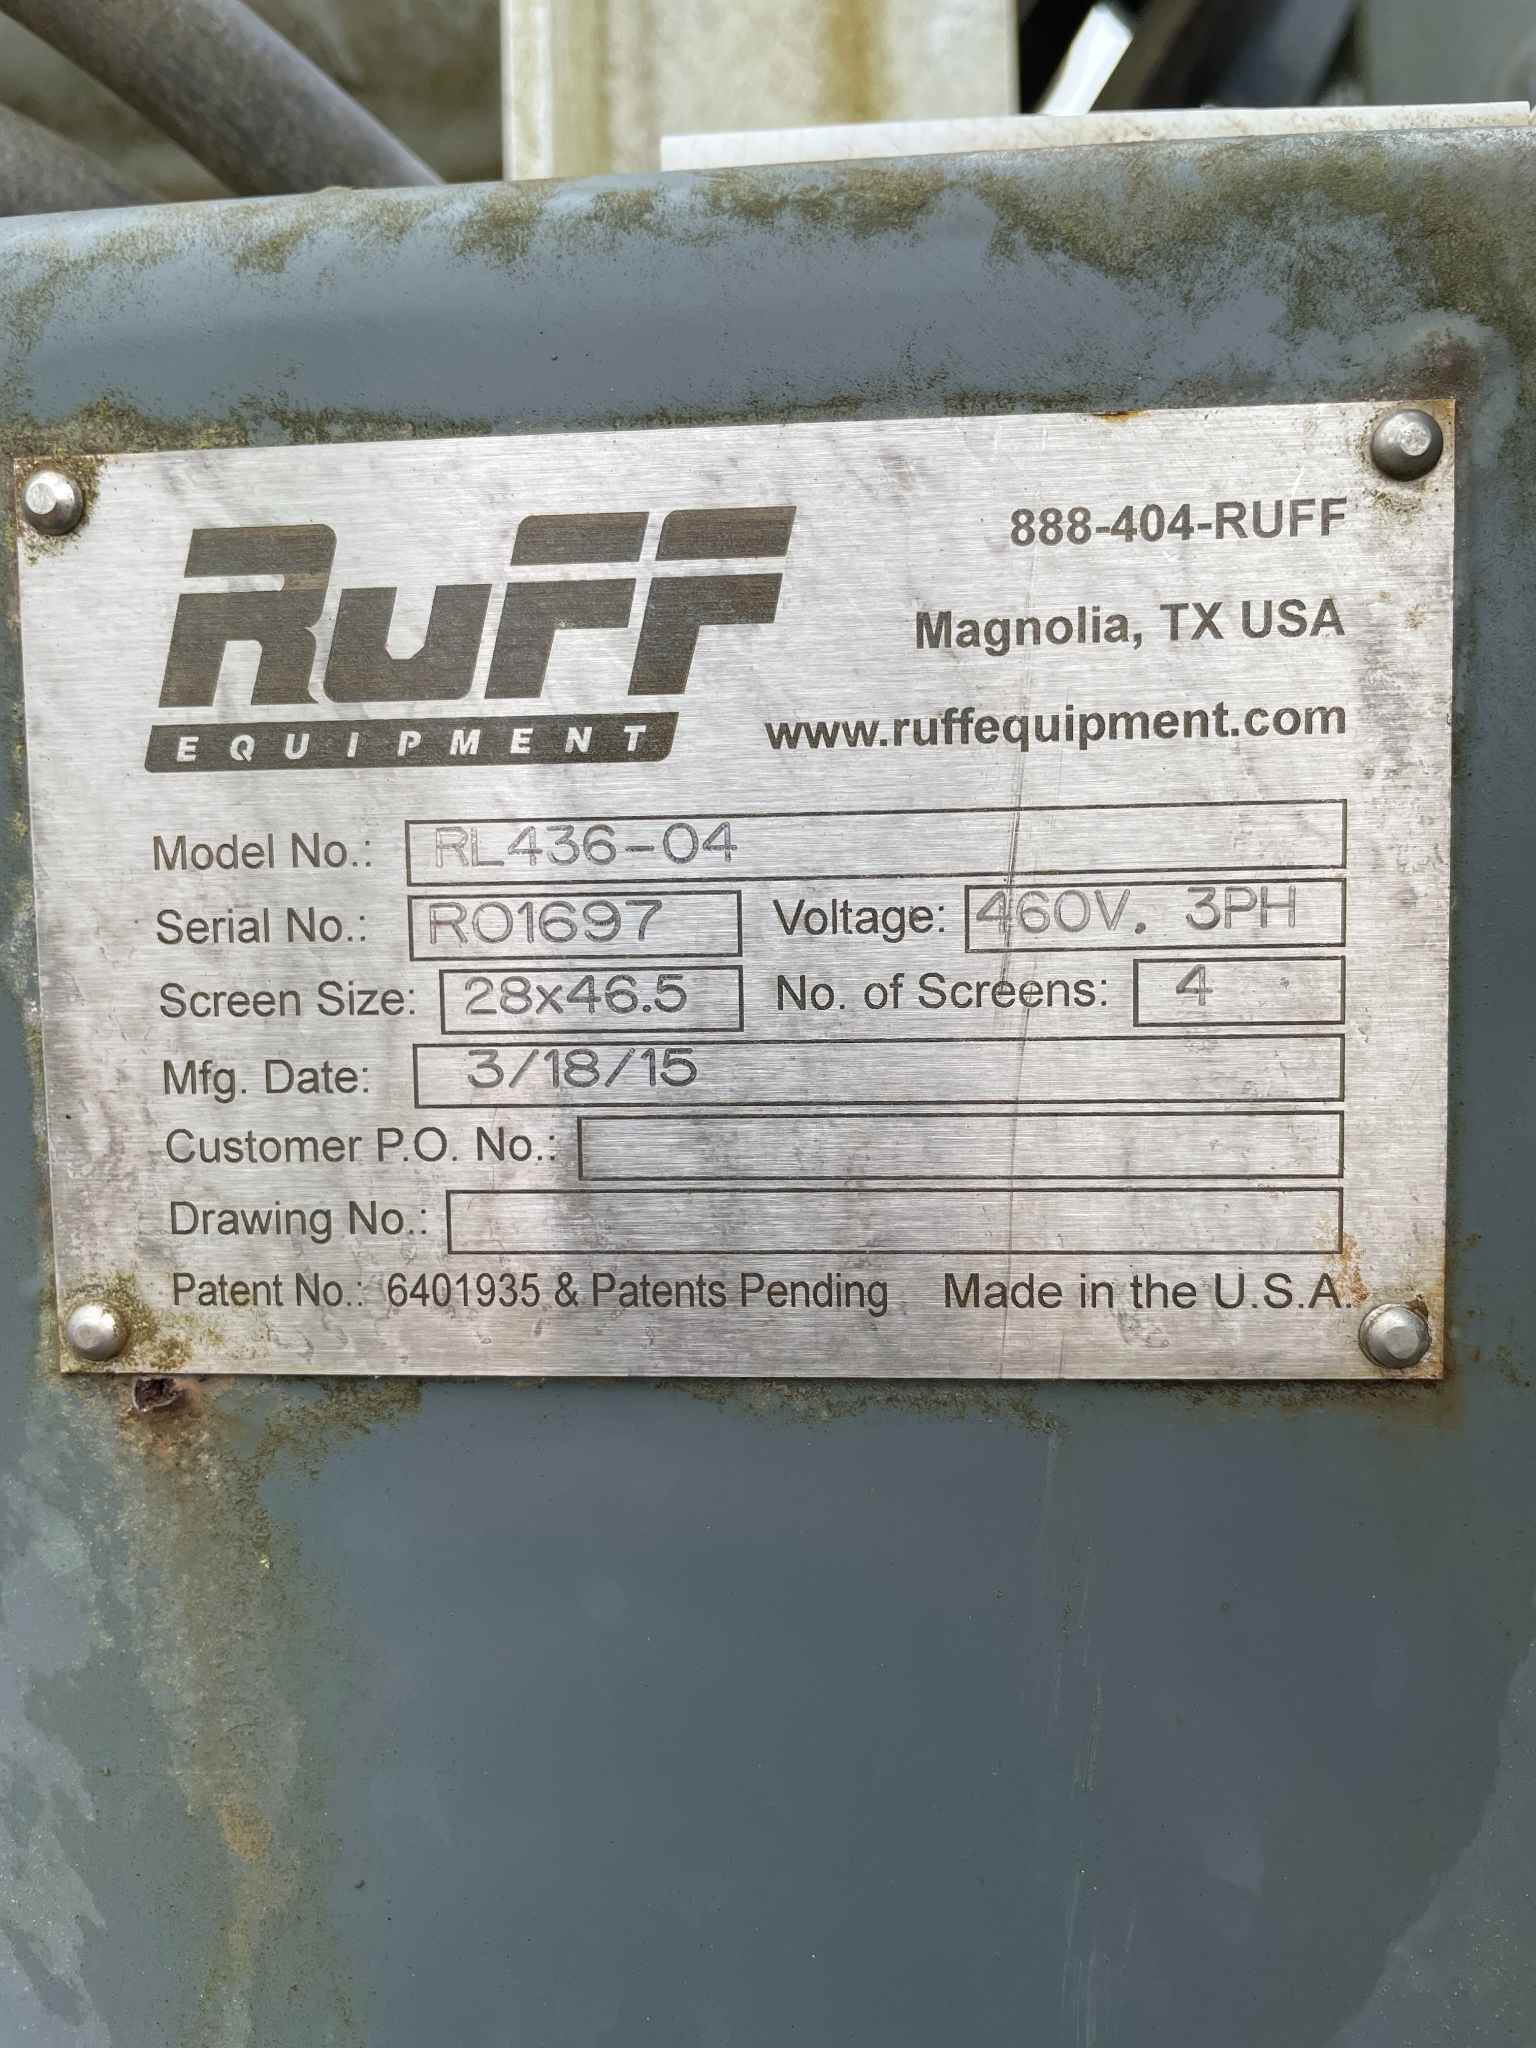 RuFF
EQUIPMENT
888-404-RUFF
Magnolia, TX USA
www.ruffequipment.com
Model No.: RL436-04
Serial No.: R01697 Voltage: 460V. 3PH
Screen Size: 28x46.5 No. of Screens: 4
Mfg. Date: 3/18/15
Customer P.O. No.:
Drawing No.:
Patent No.: 6401935 & Patents Pending Made in the U.S.A.